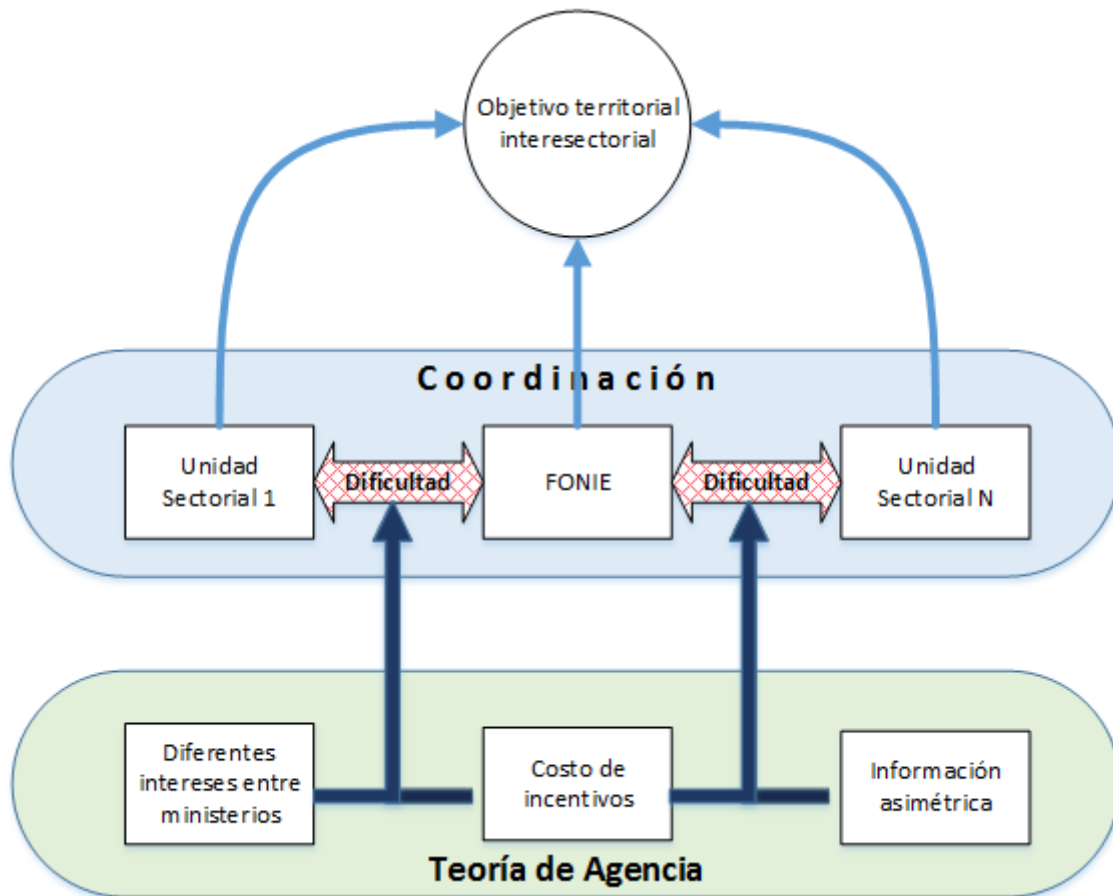 Objetivo territorial
interesectorial
Coordinación
Unidad
Sectorial 1
Dificultad
FONIE
Dificultad
Unidad
Sectorial N
Diferentes
intereses entre
ministerios
Costo de
incentivos
Información
asimétrica
Teoría de Agencia